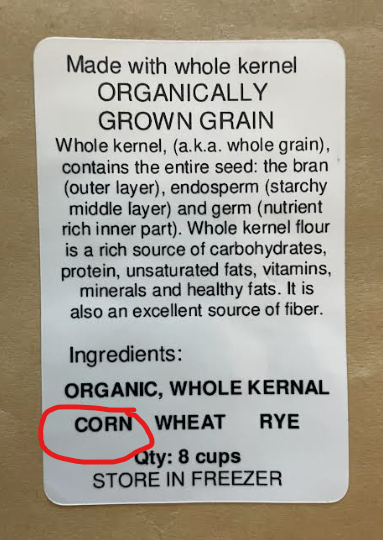 Made with whole kernel
ORGANICALLY
GROWN GRAIN
Whole kernel, (a.k.a. whole grain),
contains the entire seed: the bran
(outer layer), endosperm (starchy
middle layer) and germ (nutrient
rich inner part). Whole kernel flour
is a rich source of carbohydrates,
protein, unsaturated fats, vitamins,
minerals and healthy fats. It is
also an excellent source of fiber.
Ingredients:
ORGANIC, WHOLE KERNAL
CORN WHEAT RYE
Qty: 8 cups
STORE IN FREEZER